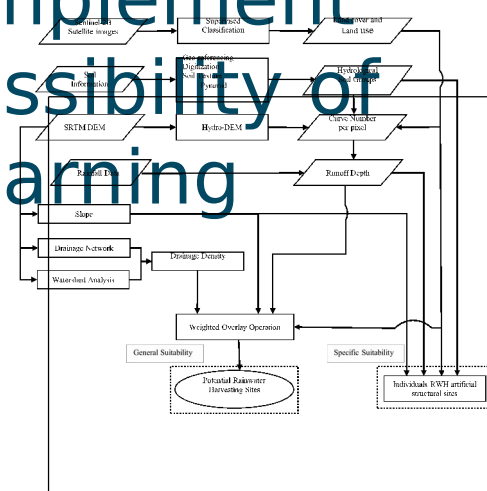 mplement
Sentinel-2B
Satellite images
Supervised
Classification
Land cover and
Land use
ssibility of
Soil
Information
Geo-referencing
Digitization
Pyramid
Hydrological
Soil Groups
SRTM DEM
Hydro-DEM
Curve Number
per pixel
arning
Rainfall Data
Runoff Depth
Slope
Drainage Network
Drainage Density
Watershed Analysis
Weighted Overlay Operation
General Suitability
Specific Suitability
Potential Rainwater
Harvesting Sites
Individuals RWH artificial
structural sites